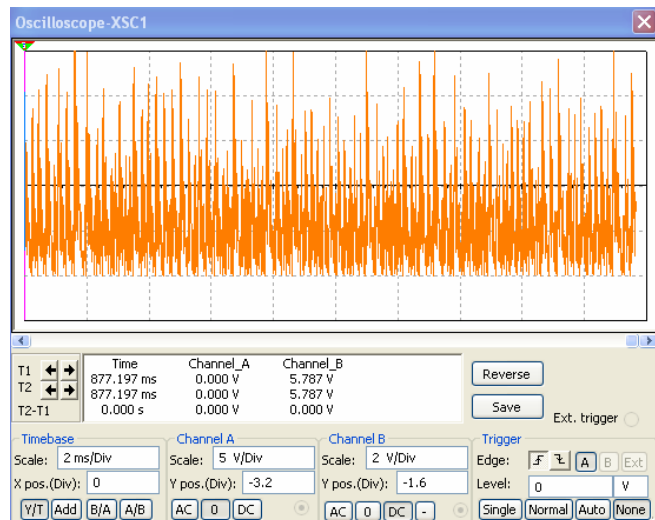 Oscilloscope-XSC1
Time Channel_A Channel_B
T1 877.197 ms 0.000 V 5.787 V
T2 877.197 ms 0.000 V 5.787 V
T2-T1 0.000 s 0.000 V 0.000 V
Reverse
Save
Ext. trigger
Timebase
Scale: 2 ms/Div
X pos.(Div): 0
Y/T Add B/A A/B
Channel A
Scale: 5 V/Div
Y pos.(Div): -3.2
AC 0 DC
Channel B
Scale: 2 V/Div
Y pos.(Div): -1.6
AC 0 DC -
Trigger
Edge: A B Ext
Level: 0 V
Single Normal Auto None